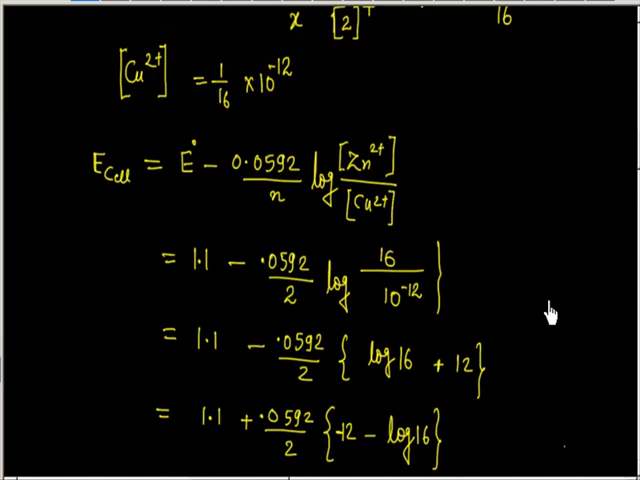 x [2]⁴ 16
[Cu²⁺] = 1/16 × 10⁻¹²
E_Cell = E° − 0.0592/n log [Zn²⁺]/[Cu²⁺]
= 1.1 − .0592/2 log 16/10⁻¹² }
= 1.1 − .0592/2 { log 16 + 12 }
= 1.1 + .0592/2 { -12 − log 16 }